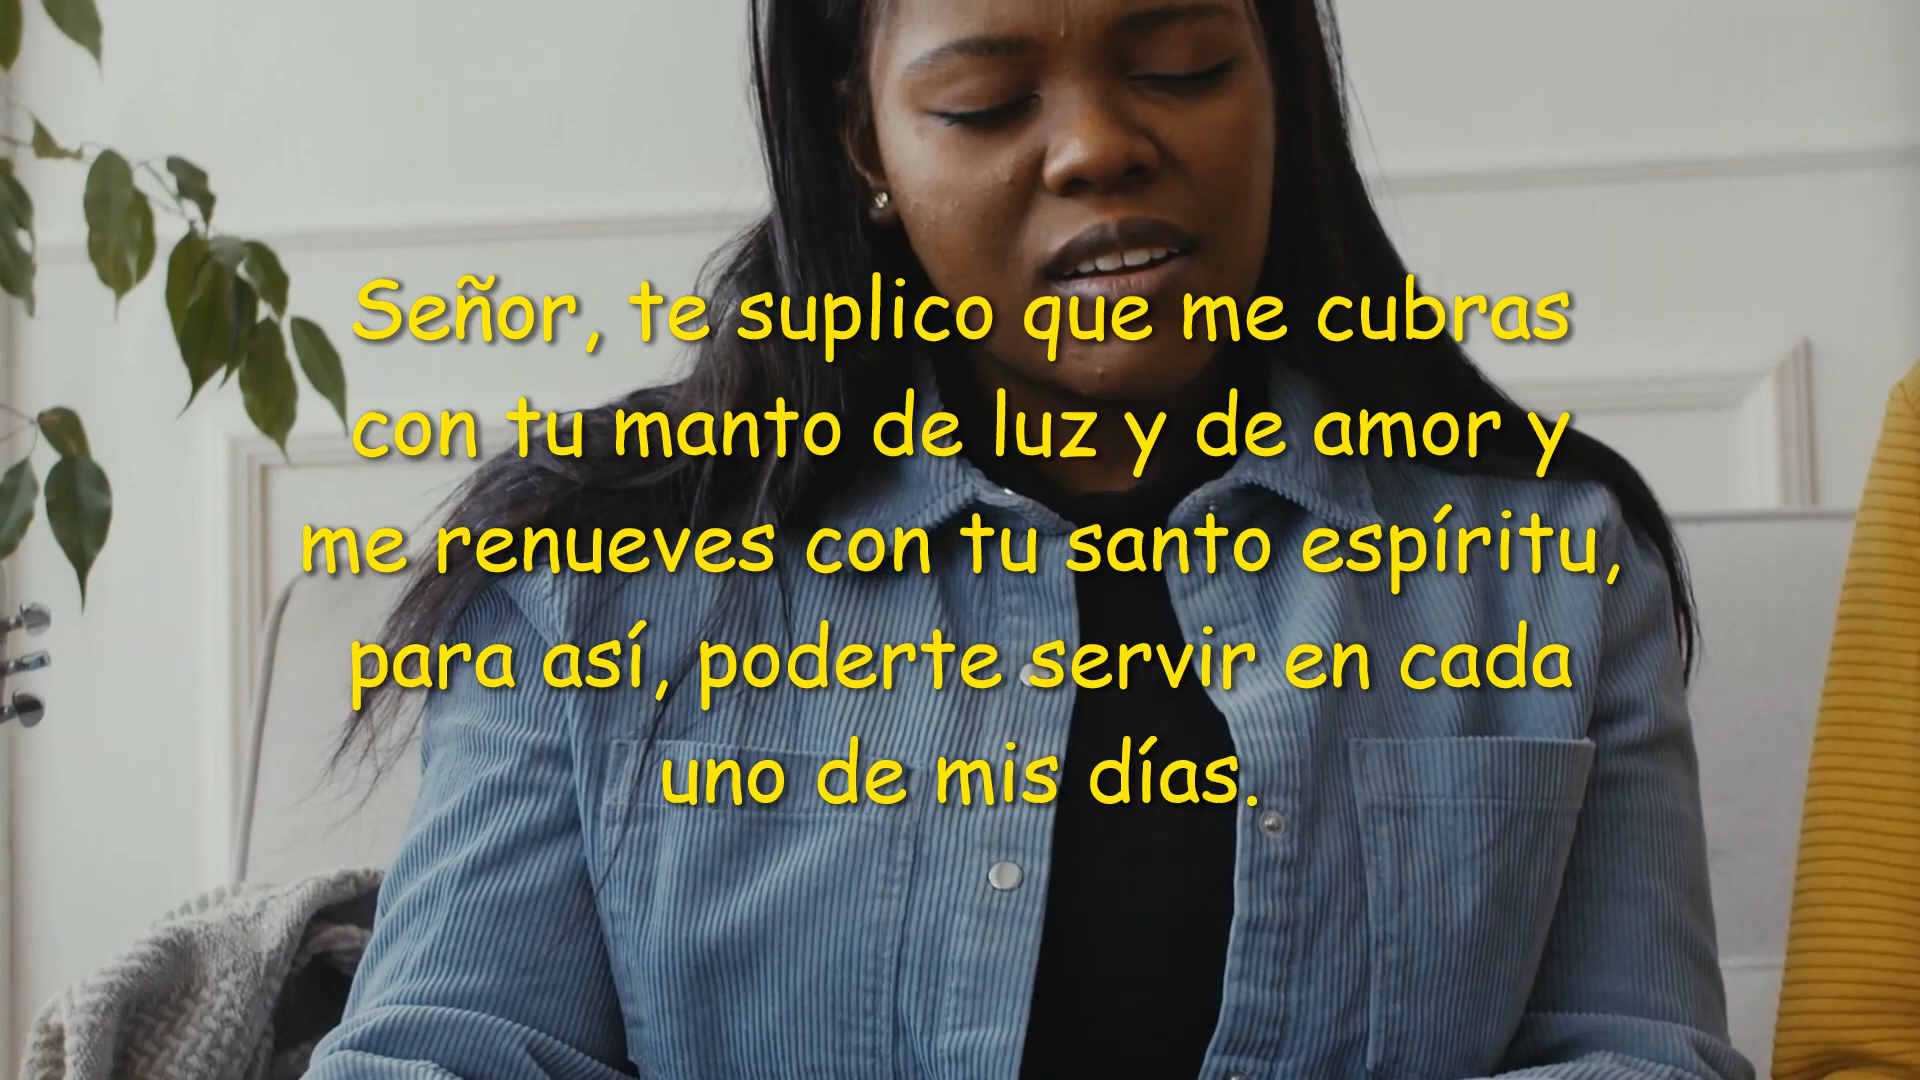 Señor, te suplico que me cubras
con tu manto de luz y de amor y
me renueves con tu santo espíritu,
para así, poderte servir en cada
uno de mis días.